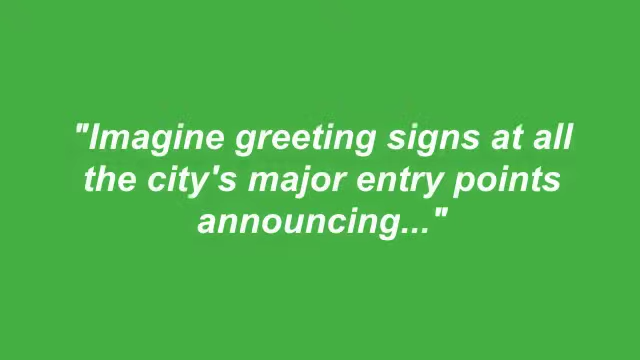 "Imagine greeting signs at all
the city's major entry points
announcing..."